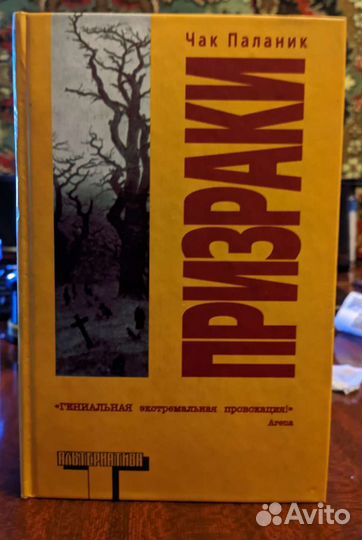 Чак Паланик
ПРИЗРАКИ
«ГЕНИАЛЬНАЯ экстремальная провокация!»
Arena
АЛЬТЕРНАТИВА
Avito